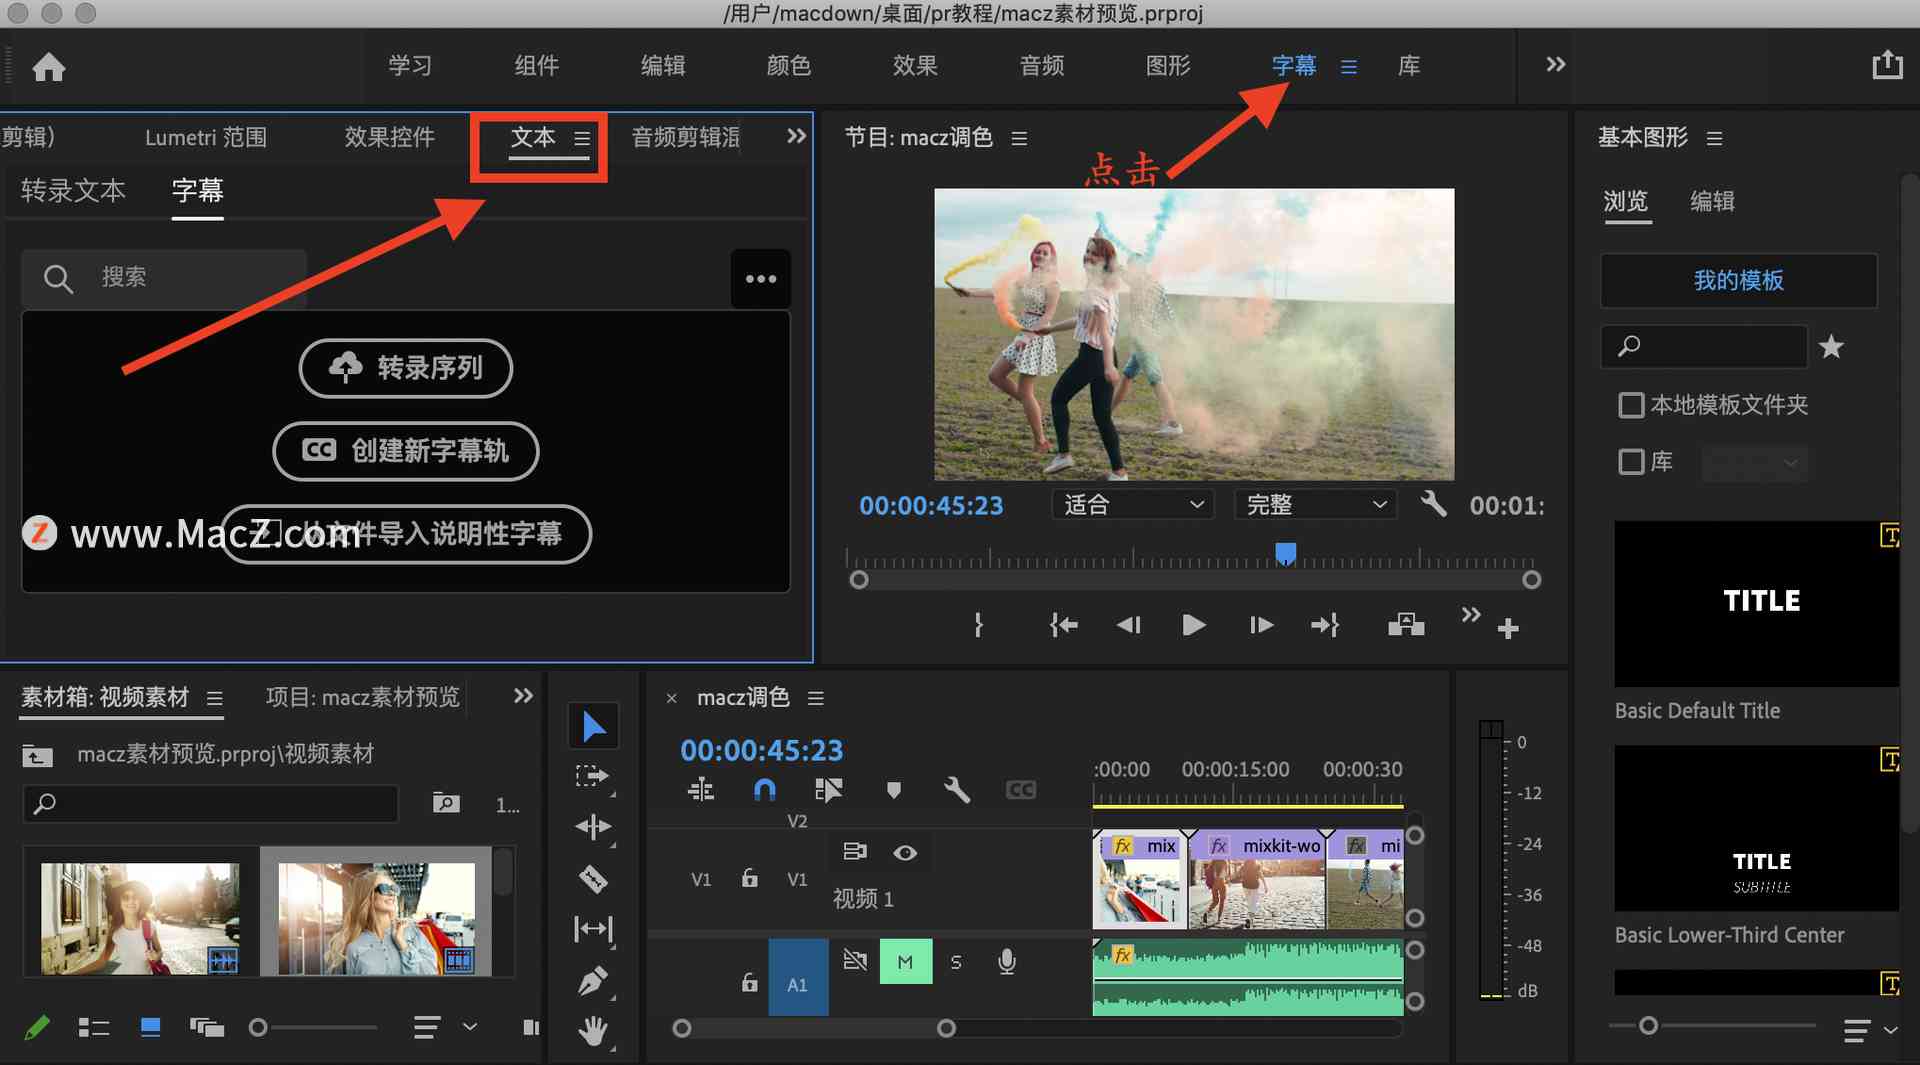 /用户/macdown/桌面/pr教程/macz素材预览.prproj
学习 组件 编辑 颜色 效果 音频 图形 字幕 库
剪辑） Lumetri 范围 效果控件 文本 音频剪辑混
转录文本 字幕
搜索
转录序列
CC 创建新字幕轨
文件导入说明性字幕
Z www.MacZ.com
节目: macz调色
点击
00:00:45:23 适合 完整 00:01:
基本图形
浏览 编辑
我的模板
本地模板文件夹
库
TITLE
Basic Default Title
TITLE
SUBTITLE
Basic Lower-Third Center
素材箱: 视频素材 项目: macz素材预览
macz素材预览.prproj\视频素材
1...
× macz调色
00:00:45:23
:00:00 00:00:15:00 00:00:30
CC
V2
V1 V1
视频 1
fx mix fx mixkit-wo fx mi
A1 M S
fx
0
-12
-24
-36
-48
dB